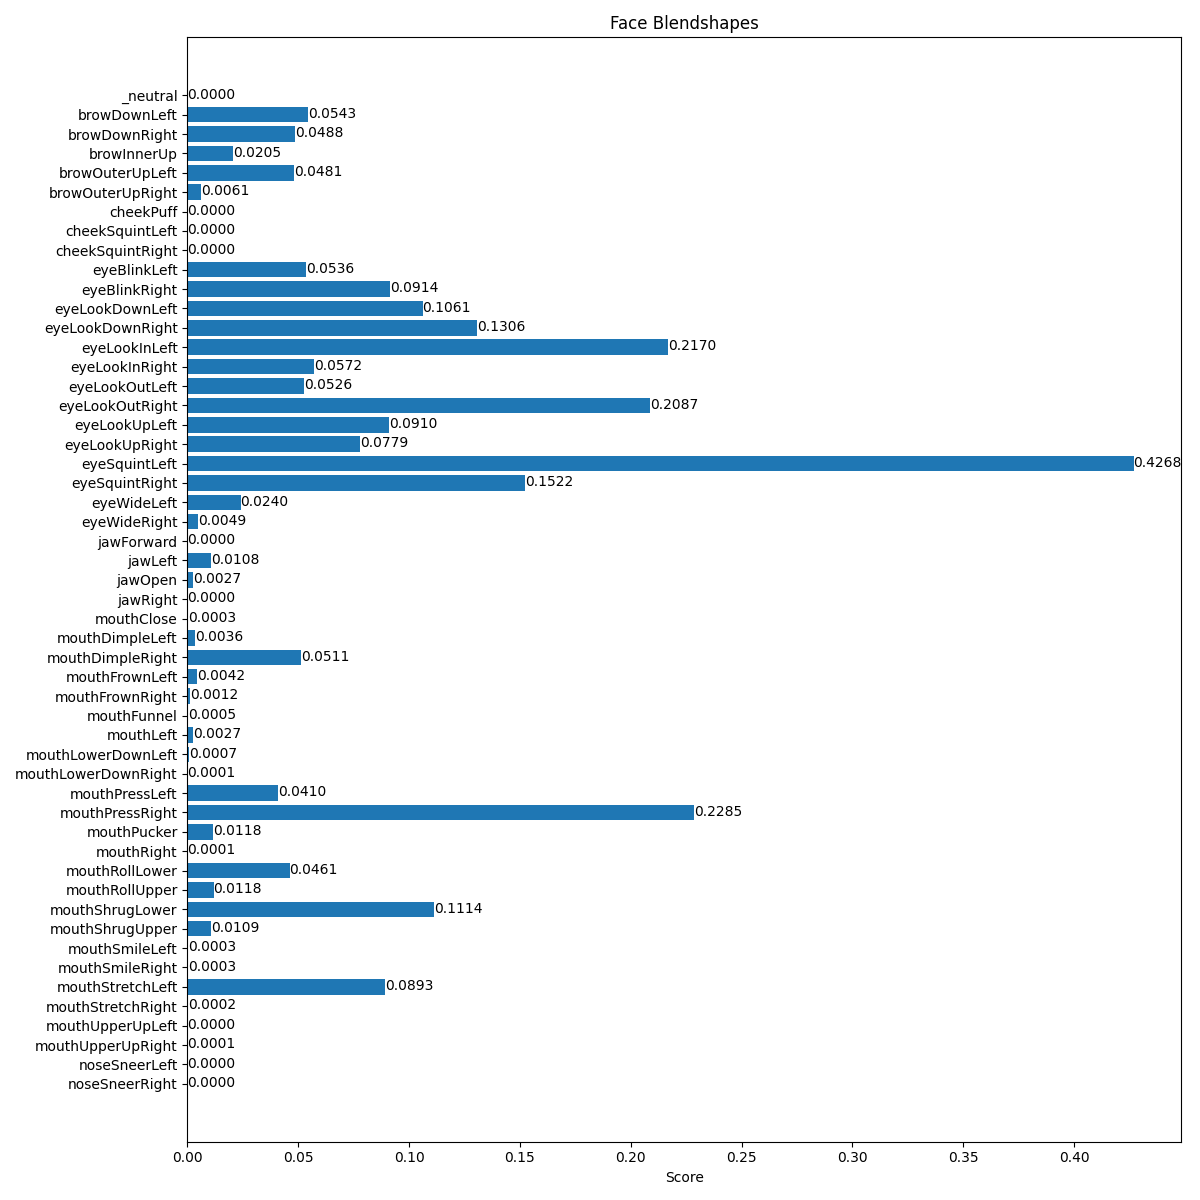 Face Blendshapes
_neutral 0.0000
browDownLeft 0.0543
browDownRight 0.0488
browInnerUp 0.0205
browOuterUpLeft 0.0481
browOuterUpRight 0.0061
cheekPuff 0.0000
cheekSquintLeft 0.0000
cheekSquintRight 0.0000
eyeBlinkLeft 0.0536
eyeBlinkRight 0.0914
eyeLookDownLeft 0.1061
eyeLookDownRight 0.1306
eyeLookInLeft 0.2170
eyeLookInRight 0.0572
eyeLookOutLeft 0.0526
eyeLookOutRight 0.2087
eyeLookUpLeft 0.0910
eyeLookUpRight 0.0779
eyeSquintLeft 0.4268
eyeSquintRight 0.1522
eyeWideLeft 0.0240
eyeWideRight 0.0049
jawForward 0.0000
jawLeft 0.0108
jawOpen 0.0027
jawRight 0.0000
mouthClose 0.0003
mouthDimpleLeft 0.0036
mouthDimpleRight 0.0511
mouthFrownLeft 0.0042
mouthFrownRight 0.0012
mouthFunnel 0.0005
mouthLeft 0.0027
mouthLowerDownLeft 0.0007
mouthLowerDownRight 0.0001
mouthPressLeft 0.0410
mouthPressRight 0.2285
mouthPucker 0.0118
mouthRight 0.0001
mouthRollLower 0.0461
mouthRollUpper 0.0118
mouthShrugLower 0.1114
mouthShrugUpper 0.0109
mouthSmileLeft 0.0003
mouthSmileRight 0.0003
mouthStretchLeft 0.0893
mouthStretchRight 0.0002
mouthUpperUpLeft 0.0000
mouthUpperUpRight 0.0001
noseSneerLeft 0.0000
noseSneerRight 0.0000
0.00 0.05 0.10 0.15 0.20 0.25 0.30 0.35 0.40
Score